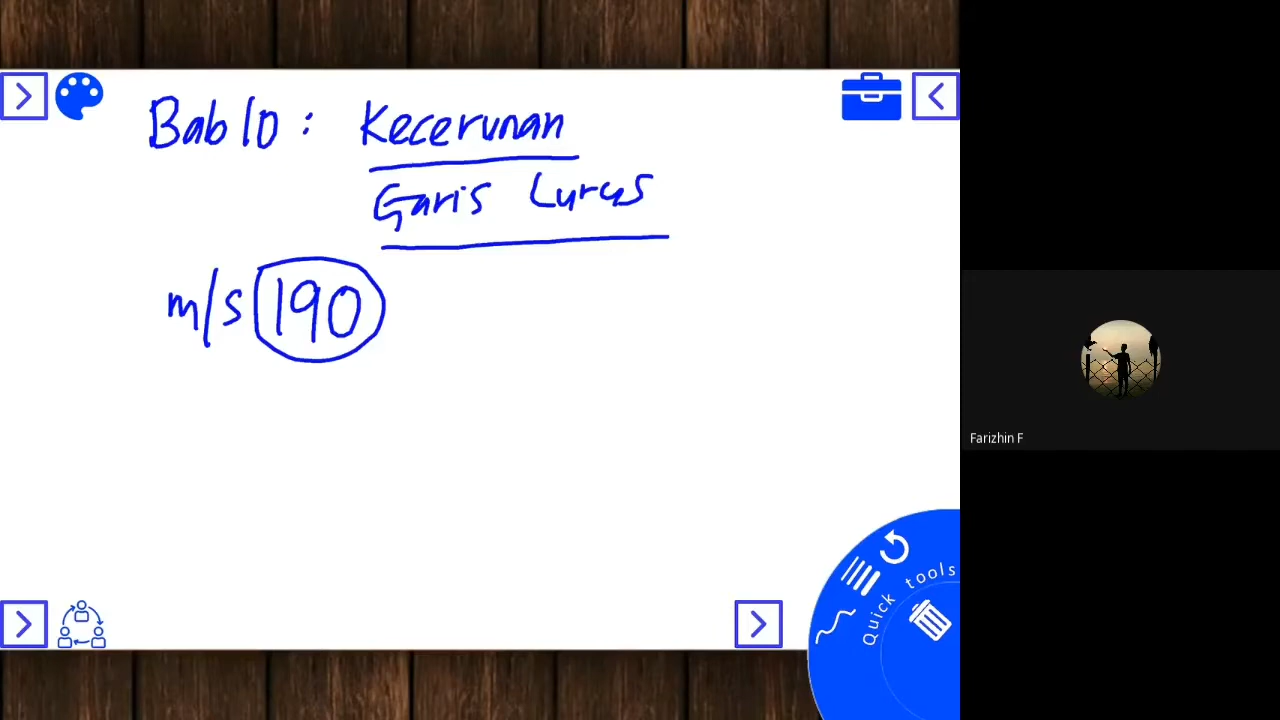 Bab 10 : Kecerunan
Garis Lurus
m/s 190
Farizhin F
Quick tools